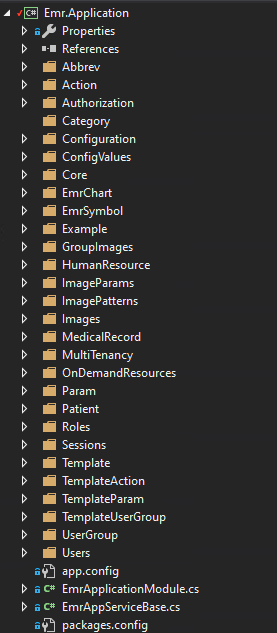 C# Emr.Application
Properties
References
Abbrev
Action
Authorization
Category
Configuration
ConfigValues
Core
EmrChart
EmrSymbol
Example
GroupImages
HumanResource
ImageParams
ImagePatterns
Images
MedicalRecord
MultiTenancy
OnDemandResources
Param
Patient
Roles
Sessions
Template
TemplateAction
TemplateParam
TemplateUserGroup
UserGroup
Users
app.config
C# EmrApplicationModule.cs
C# EmrAppServiceBase.cs
packages.config